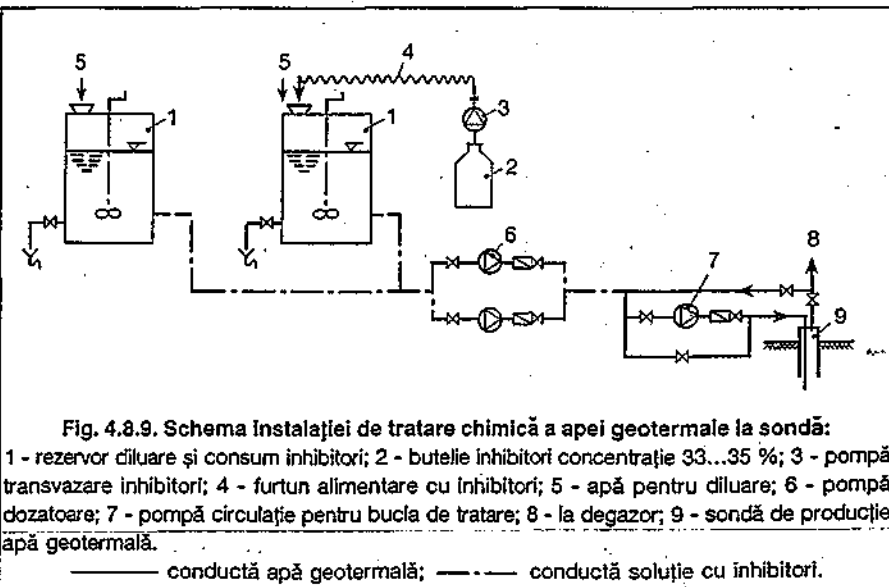 5
5
4
1
1
3
2
6
7
8
9
Fig. 4.8.9. Schema Instalației de tratare chimică a apei geotermale la sondă:
1 - rezervor diluare și consum inhibitori; 2 - butelie inhibitori concentrație 33...35 %; 3 - pompă
transvazare inhibitori; 4 - furtun alimentare cu inhibitori; 5 - apă pentru diluare; 6 - pompă
dozatoare; 7 - pompă circulație pentru bucla de tratare; 8 - la degazor; 9 - sondă de producție
apă geotermală.
conductă apă geotermală; conductă soluție cu inhibitori.